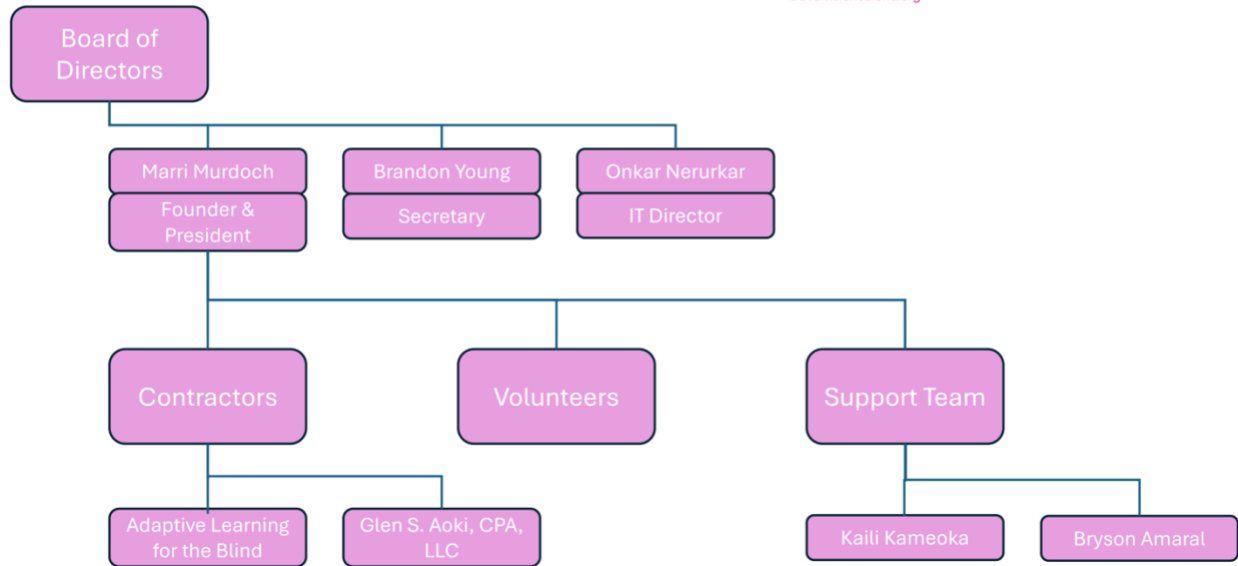 Board of
Directors
Marri Murdoch
Brandon Young
Onkar Nerurkar
Founder &
President
Secretary
IT Director
Contractors
Volunteers
Support Team
Adaptive Learning
for the Blind
Glen S. Aoki, CPA,
LLC
Kaili Kameoka
Bryson Amaral